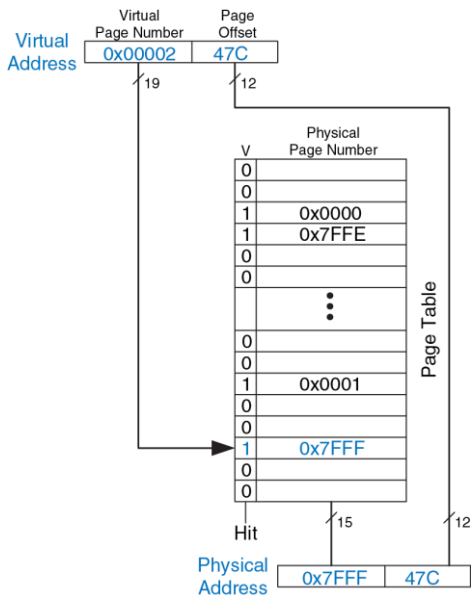 Virtual
Page Number
Page
Offset
Virtual
Address
0x00002
47C
19
12
V
Physical
Page Number
0
0
1 0x0000
1 0x7FFE
0
0
0
0
1 0x0001
0
0
1 0x7FFF
0
0
Page Table
Hit
15
12
Physical
Address
0x7FFF
47C